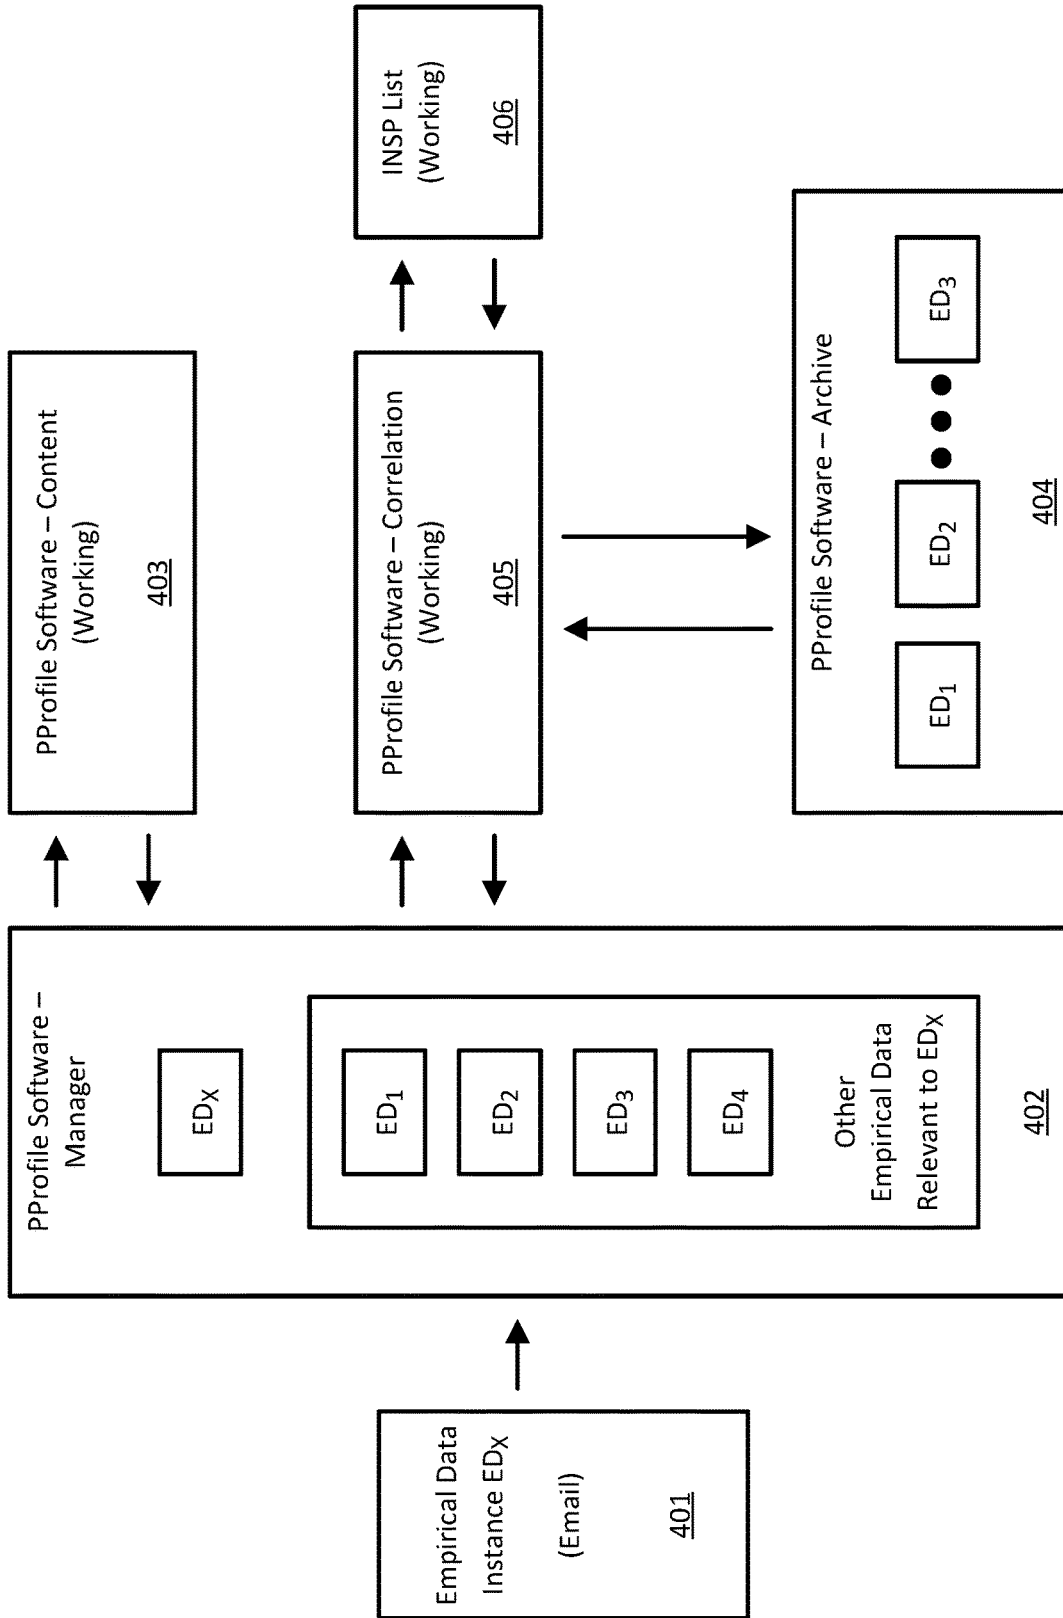 Empirical Data
Instance EDX
(Email)
401
PProfile Software –
Manager
EDX
ED1
ED2
ED3
ED4
Other
Empirical Data
Relevant to EDX
402
PProfile Software – Content
(Working)
403
PProfile Software – Correlation
(Working)
405
INSP List
(Working)
406
PProfile Software – Archive
ED1
ED2
ED3
404